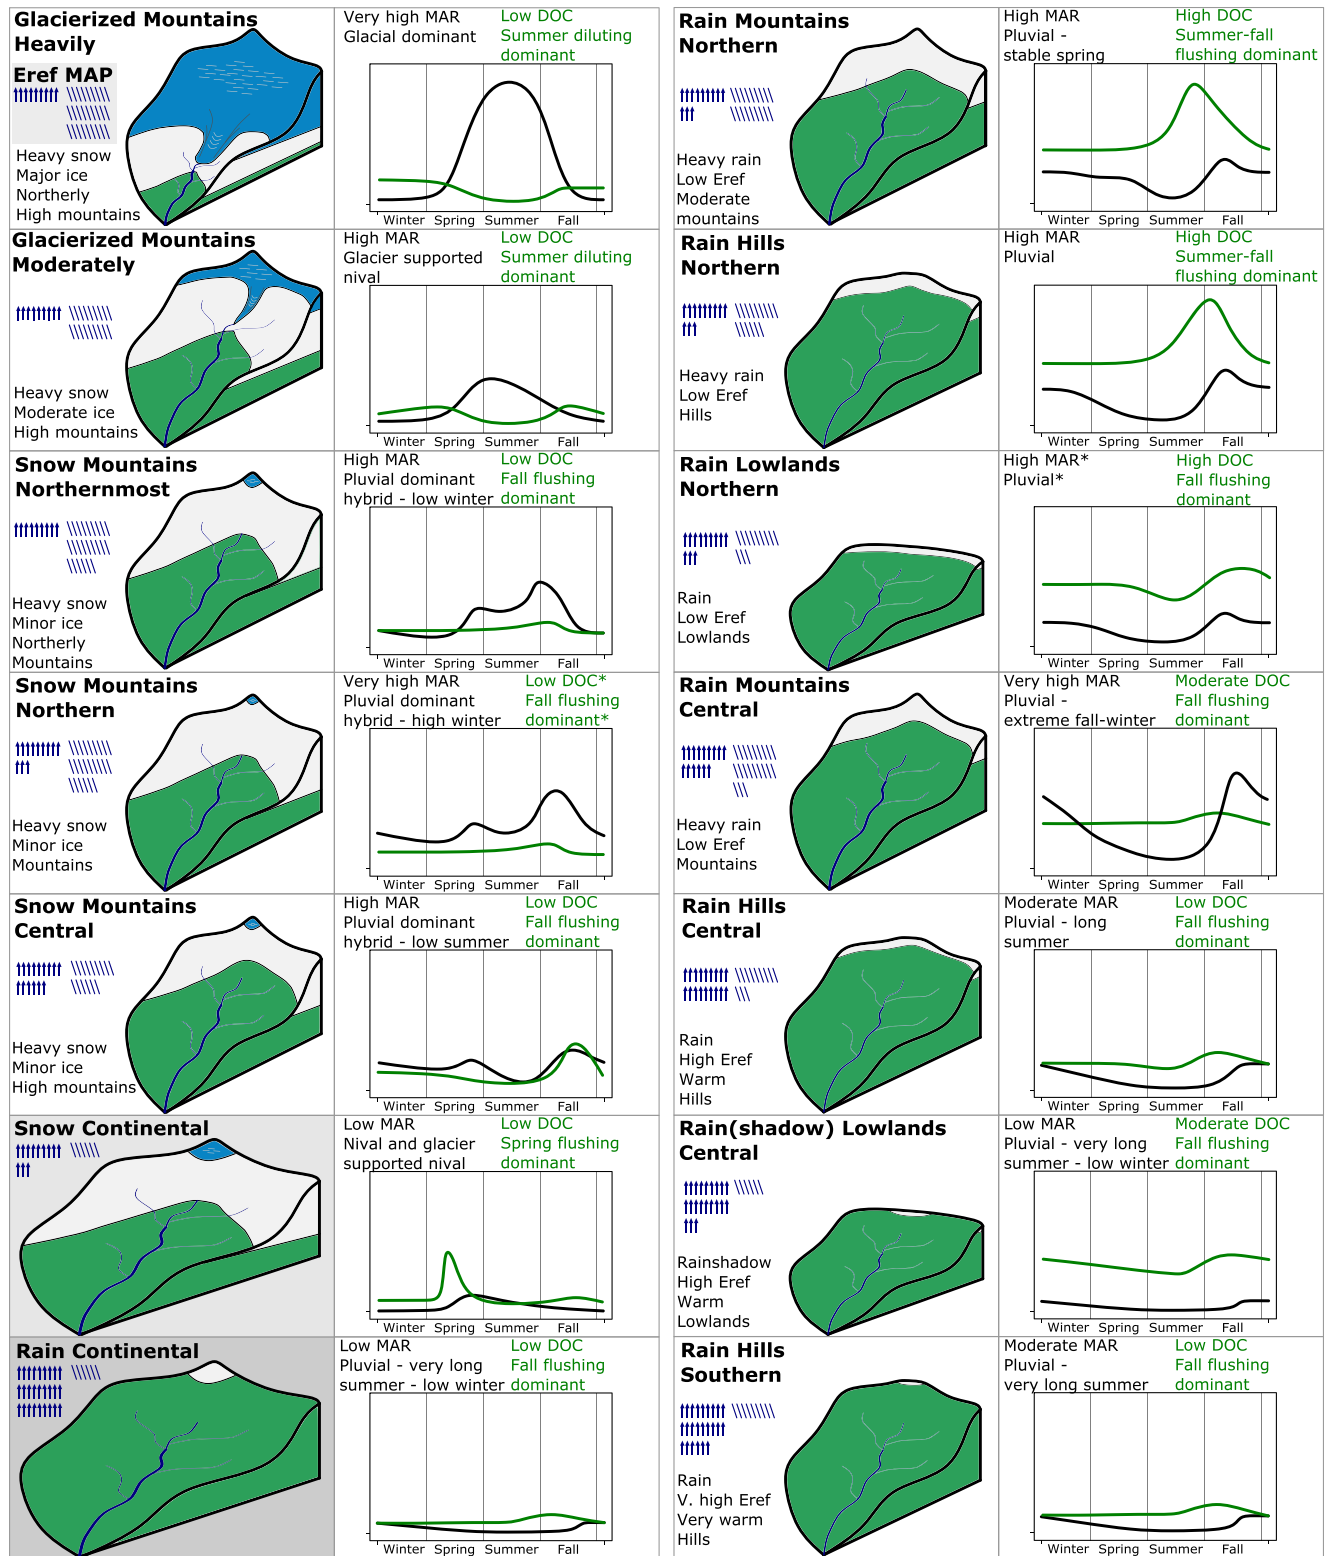 Glacierized Mountains
Heavily
Eref MAP
Heavy snow
Major ice
Northerly
High mountains
Very high MAR
Glacial dominant
Low DOC
Summer diluting
dominant
Winter Spring Summer Fall
Glacierized Mountains
Moderately
Heavy snow
Moderate ice
High mountains
High MAR
Glacier supported
nival
Low DOC
Summer diluting
dominant
Winter Spring Summer Fall
Snow Mountains
Northernmost
Heavy snow
Minor ice
Northerly
Mountains
High MAR
Pluvial dominant
hybrid - low winter
Low DOC
Fall flushing
dominant
Winter Spring Summer Fall
Snow Mountains
Northern
Heavy snow
Minor ice
Mountains
Very high MAR
Pluvial dominant
hybrid - high winter
Low DOC*
Fall flushing
dominant*
Winter Spring Summer Fall
Snow Mountains
Central
Heavy snow
Minor ice
High mountains
High MAR
Pluvial dominant
hybrid - low summer
Low DOC
Fall flushing
dominant
Winter Spring Summer Fall
Snow Continental
Low MAR
Nival and glacier
supported nival
Low DOC
Spring flushing
dominant
Winter Spring Summer Fall
Rain Continental
Low MAR
Pluvial - very long
summer - low winter
Low DOC
Fall flushing
dominant
Winter Spring Summer Fall
Rain Mountains
Northern
Heavy rain
Low Eref
Moderate
mountains
High MAR
Pluvial -
stable spring
High DOC
Summer-fall
flushing dominant
Winter Spring Summer Fall
Rain Hills
Northern
Heavy rain
Low Eref
Hills
High MAR
Pluvial
High DOC
Summer-fall
flushing dominant
Winter Spring Summer Fall
Rain Lowlands
Northern
Rain
Low Eref
Lowlands
High MAR*
Pluvial*
High DOC
Fall flushing
dominant
Winter Spring Summer Fall
Rain Mountains
Central
Heavy rain
Low Eref
Mountains
Very high MAR
Pluvial -
extreme fall-winter
Moderate DOC
Fall flushing
dominant
Winter Spring Summer Fall
Rain Hills
Central
Rain
High Eref
Warm
Hills
Moderate MAR
Pluvial - long
summer
Low DOC
Fall flushing
dominant
Winter Spring Summer Fall
Rain(shadow) Lowlands
Central
Rainshadow
High Eref
Warm
Lowlands
Low MAR
Pluvial - very long
summer - low winter
Moderate DOC
Fall flushing
dominant
Winter Spring Summer Fall
Rain Hills
Southern
Rain
V. high Eref
Very warm
Hills
Moderate MAR
Pluvial -
very long summer
Low DOC
Fall flushing
dominant
Winter Spring Summer Fall